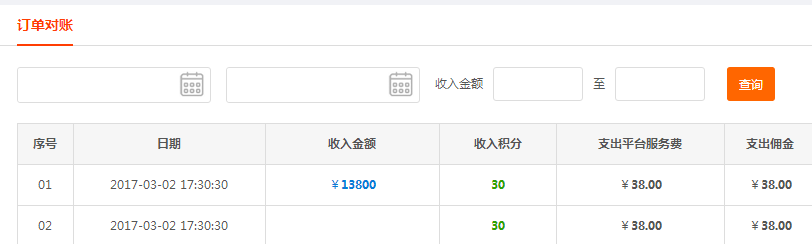 订单对账
收入金额 至 查询
序号 日期 收入金额 收入积分 支出平台服务费 支出佣金
01 2017-03-02 17:30:30 ￥13800 30 ￥38.00 ￥38.00
02 2017-03-02 17:30:30 30 ￥38.00 ￥38.00